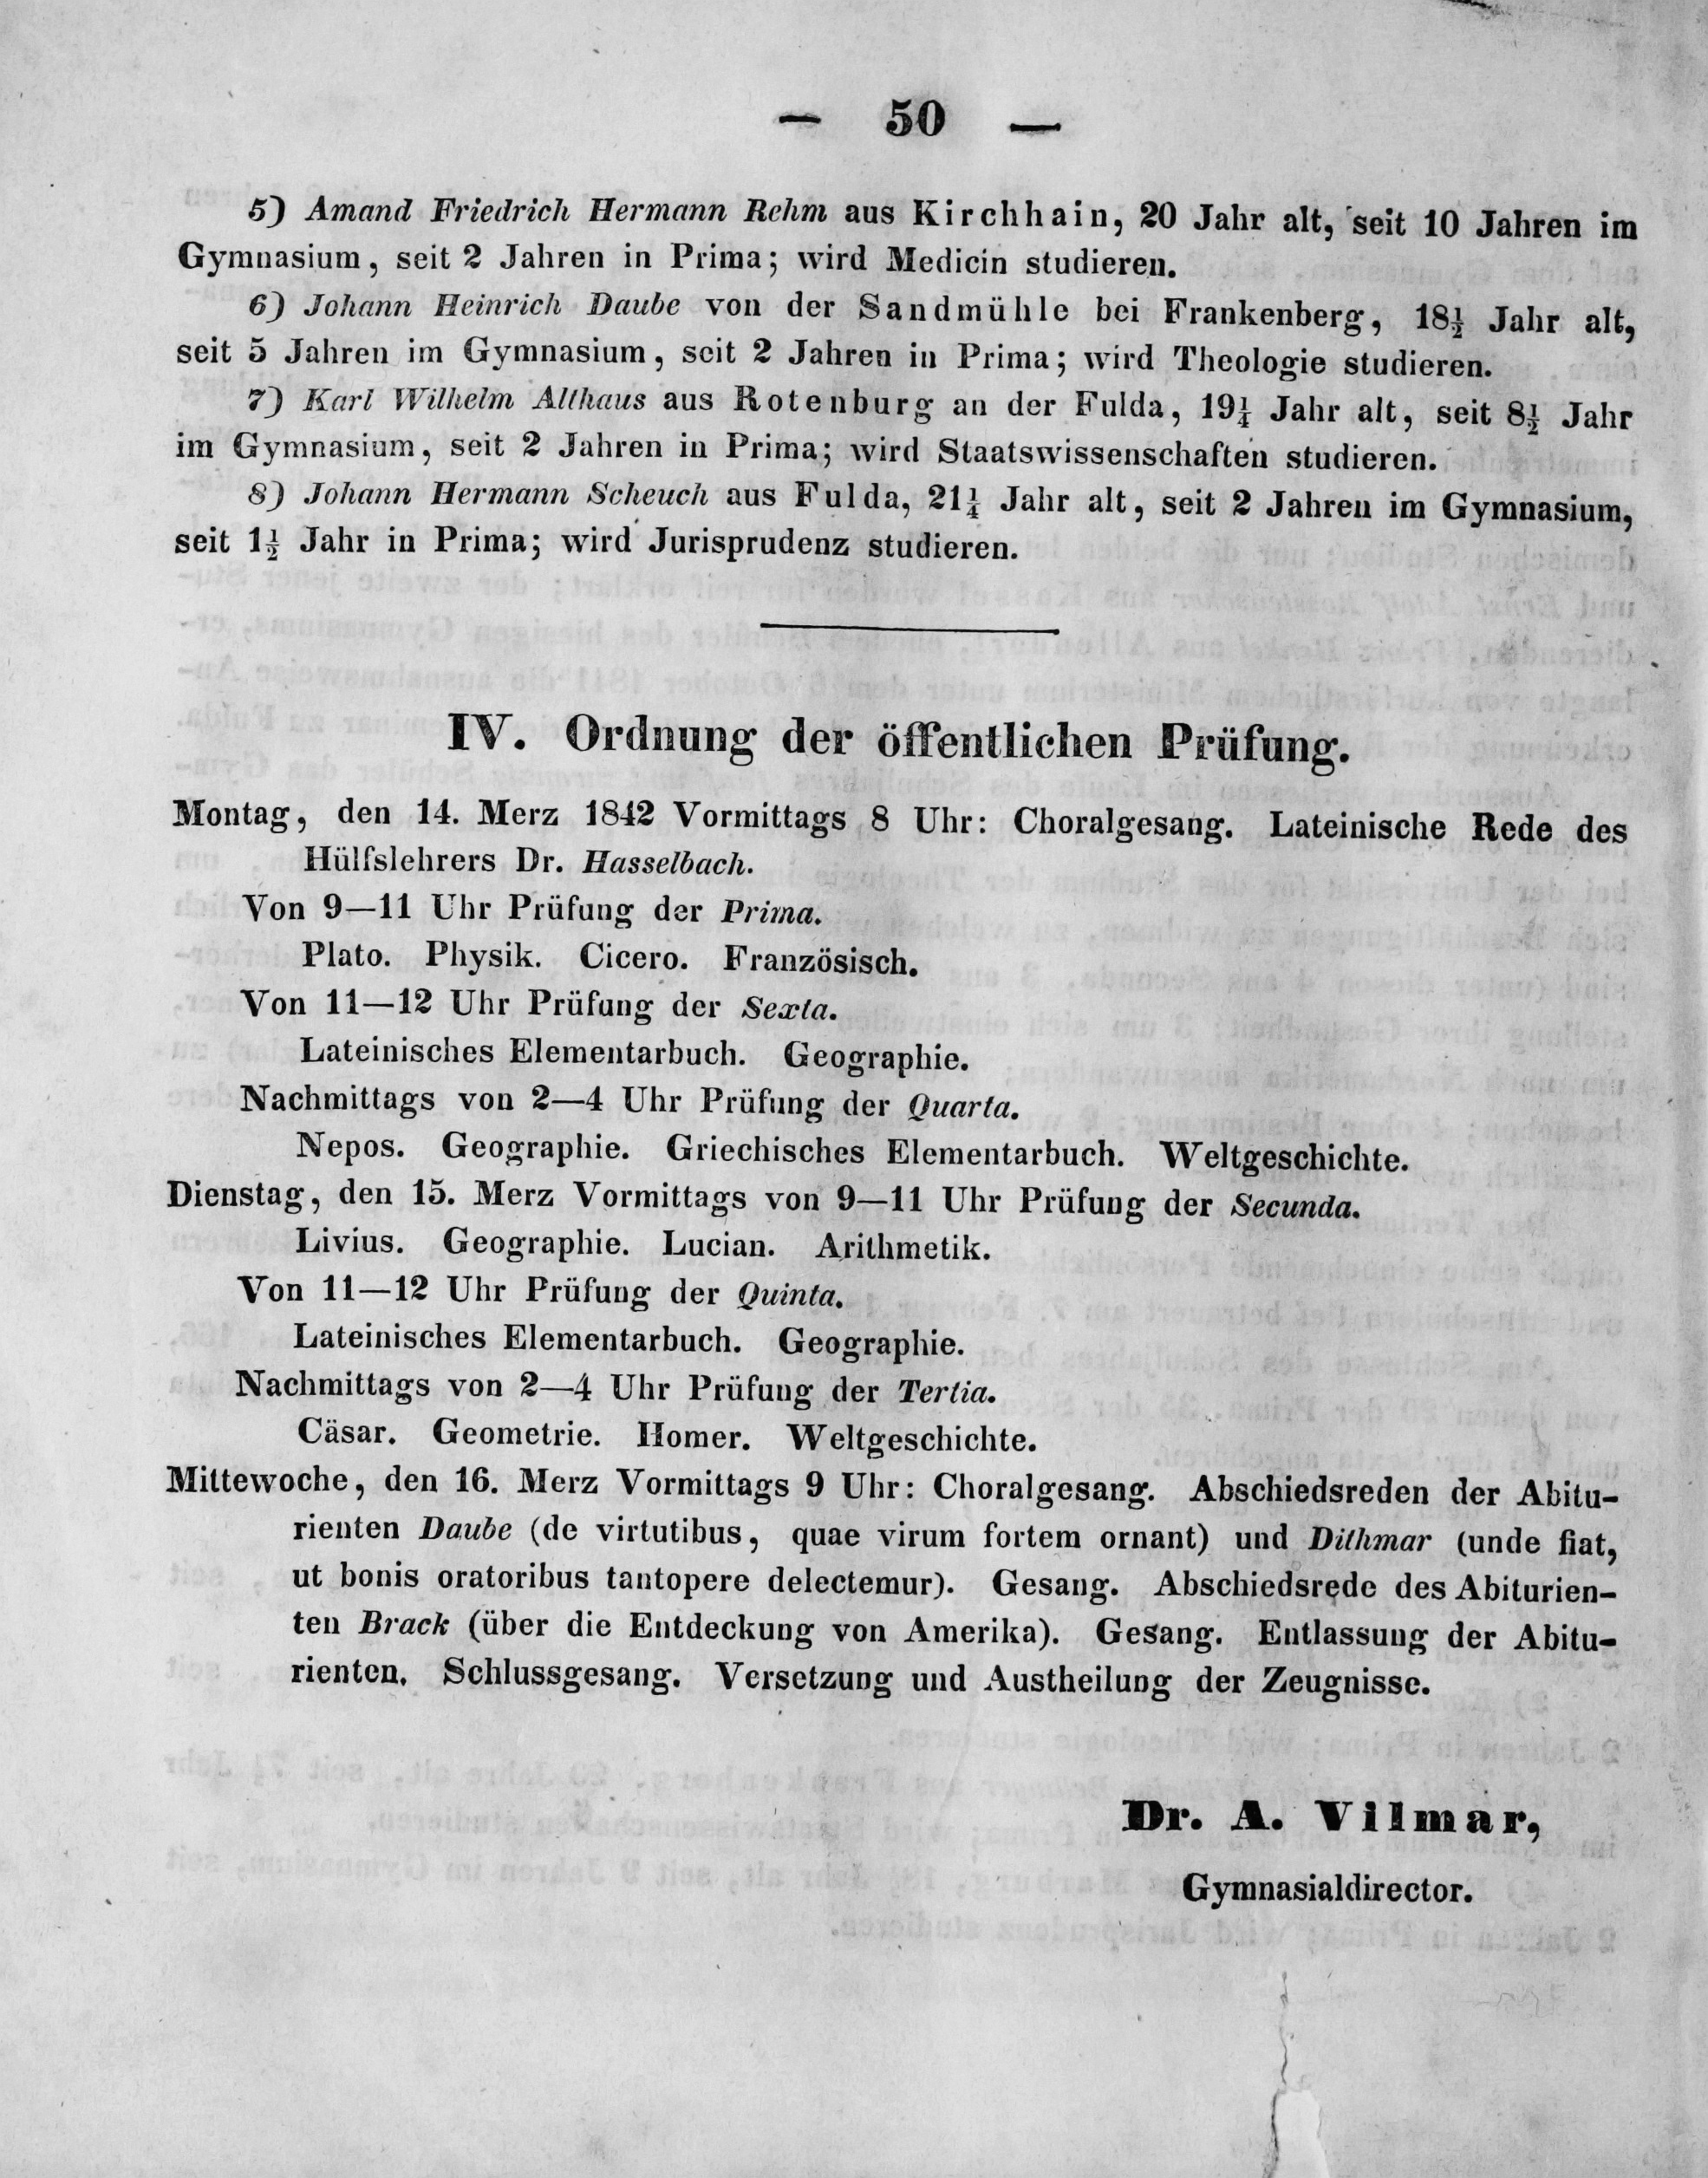 — 50 —
5) Amand Friedrich Hermann Rehm aus Kirchhain, 20 Jahr alt, seit 10 Jahren im
Gymnasium, seit 2 Jahren in Prima; wird Medicin studieren.
6) Johann Heinrich Daube von der Sandmühle bei Frankenberg, 18½ Jahr alt,
seit 5 Jahren im Gymnasium, seit 2 Jahren in Prima; wird Theologie studieren.
7) Karl Wilhelm Althaus aus Rotenburg an der Fulda, 19¼ Jahr alt, seit 8½ Jahr
im Gymnasium, seit 2 Jahren in Prima; wird Staatswissenschaften studieren.
8) Johann Hermann Scheuch aus Fulda, 21¼ Jahr alt, seit 2 Jahren im Gymnasium,
seit 1½ Jahr in Prima; wird Jurisprudenz studieren.
IV. Ordnung der öffentlichen Prüfung.
Montag, den 14. Merz 1842 Vormittags 8 Uhr: Choralgesang. Lateinische Rede des
Hülfslehrers Dr. Hasselbach.
Von 9—11 Uhr Prüfung der Prima.
Plato. Physik. Cicero. Französisch.
Von 11—12 Uhr Prüfung der Sexta.
Lateinisches Elementarbuch. Geographie.
Nachmittags von 2—4 Uhr Prüfung der Quarta.
Nepos. Geographie. Griechisches Elementarbuch. Weltgeschichte.
Dienstag, den 15. Merz Vormittags von 9—11 Uhr Prüfung der Secunda.
Livius. Geographie. Lucian. Arithmetik.
Von 11—12 Uhr Prüfung der Quinta.
Lateinisches Elementarbuch. Geographie.
Nachmittags von 2—4 Uhr Prüfung der Tertia.
Cäsar. Geometrie. Homer. Weltgeschichte.
Mittewoche, den 16. Merz Vormittags 9 Uhr: Choralgesang. Abschiedsreden der Abitu-
rienten Daube (de virtutibus, quae virum fortem ornant) und Dithmar (unde fiat,
ut bonis oratoribus tantopere delectemur). Gesang. Abschiedsrede des Abiturien-
ten Brack (über die Entdeckung von Amerika). Gesang. Entlassung der Abitu-
rienten. Schlussgesang. Versetzung und Austheilung der Zeugnisse.
Dr. A. Vilmar,
Gymnasialdirector.